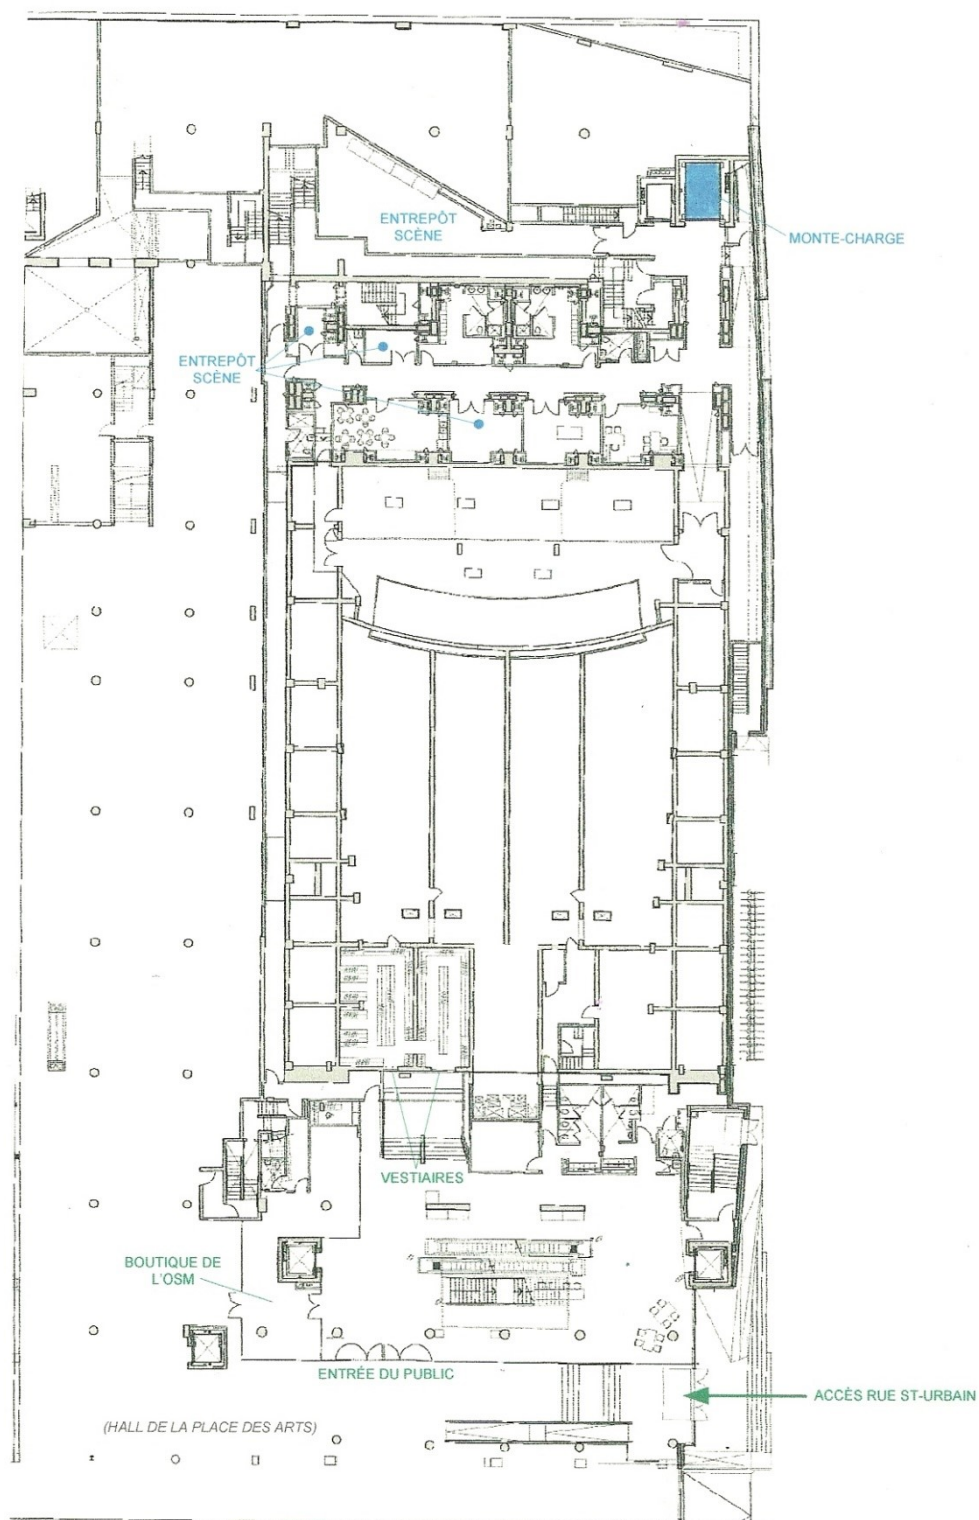 ENTREPÔT
SCÈNE
MONTE-CHARGE
ENTREPÔT
SCÈNE
VESTIAIRES
BOUTIQUE DE
L'OSM
ENTRÉE DU PUBLIC
ACCÈS RUE ST-URBAIN
(HALL DE LA PLACE DES ARTS)